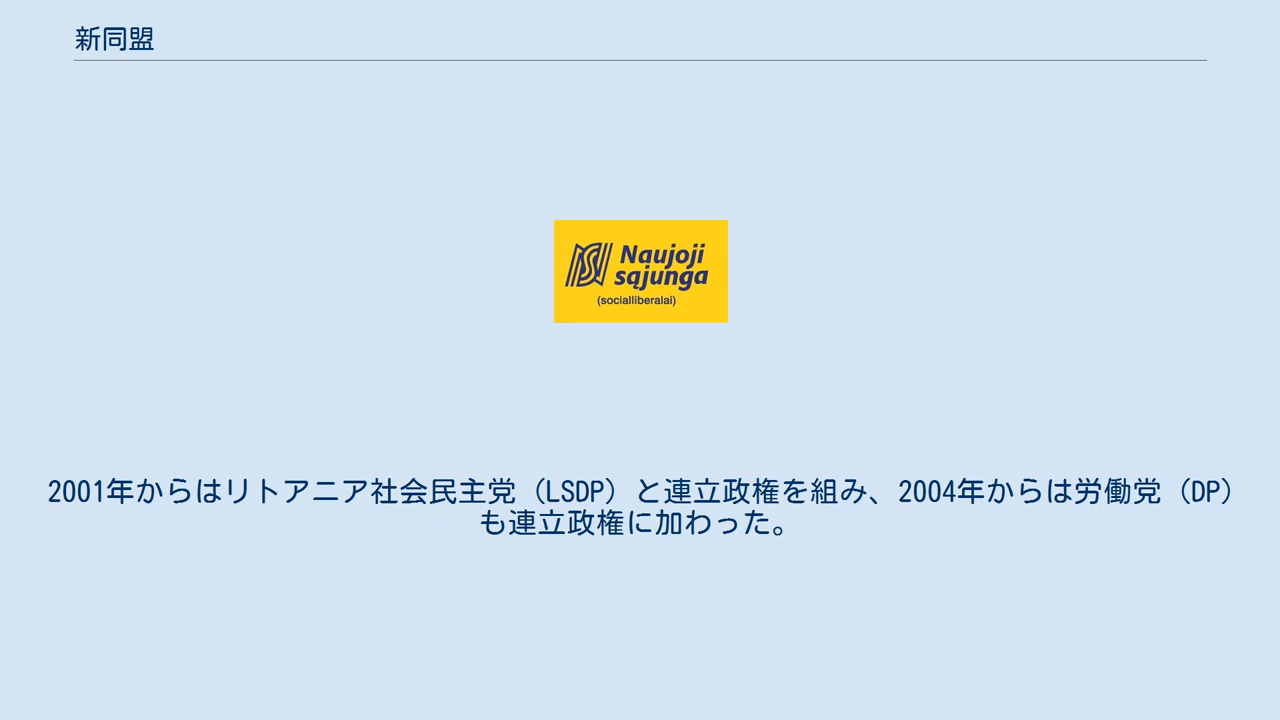 新同盟
Naujoji
sąjunga
(socialliberalai)
2001年からはリトアニア社会民主党（LSDP）と連立政権を組み、2004年からは労働党（DP）
も連立政権に加わった。